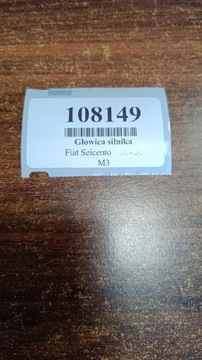 108149
Głowica silnika
Fiat Seicento
M3